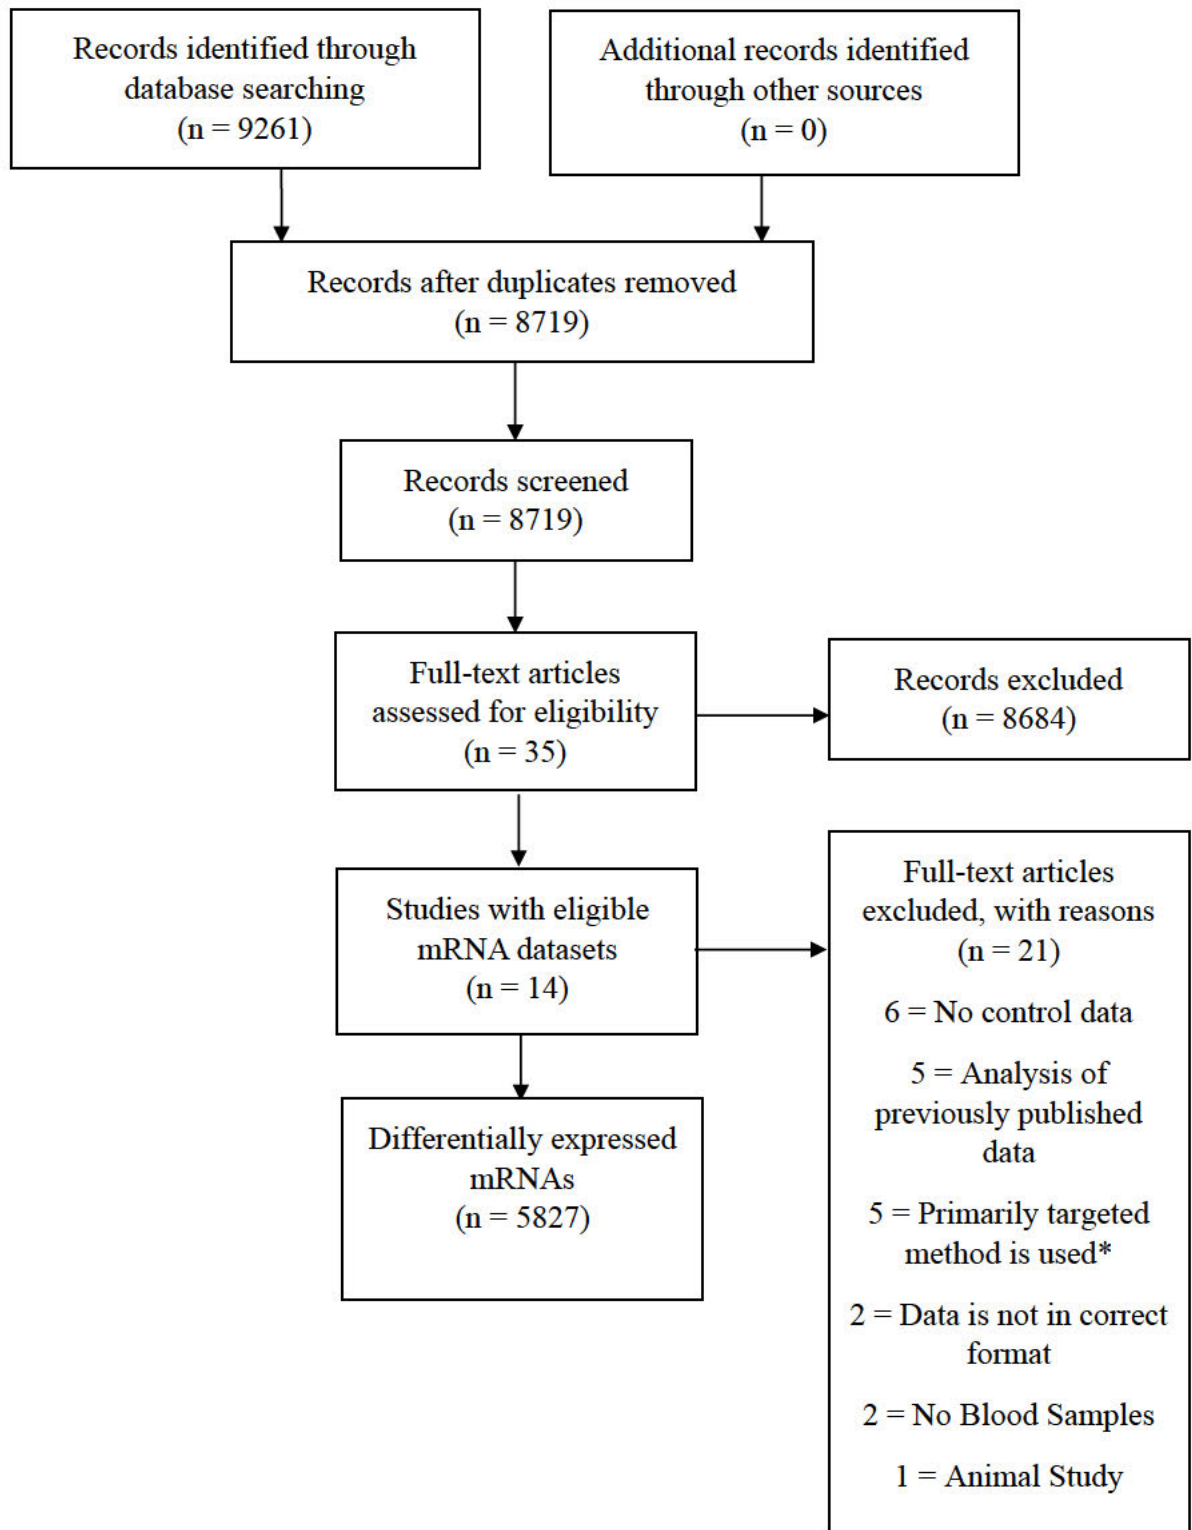 Records identified through
database searching
(n = 9261)
Additional records identified
through other sources
(n = 0)
Records after duplicates removed
(n = 8719)
Records screened
(n = 8719)
Full-text articles
assessed for eligibility
(n = 35)
Records excluded
(n = 8684)
Studies with eligible
mRNA datasets
(n = 14)
Full-text articles
excluded, with reasons
(n = 21)
6 = No control data
5 = Analysis of
previously published
data
5 = Primarily targeted
method is used*
2 = Data is not in correct
format
2 = No Blood Samples
1 = Animal Study
Differentially expressed
mRNAs
(n = 5827)